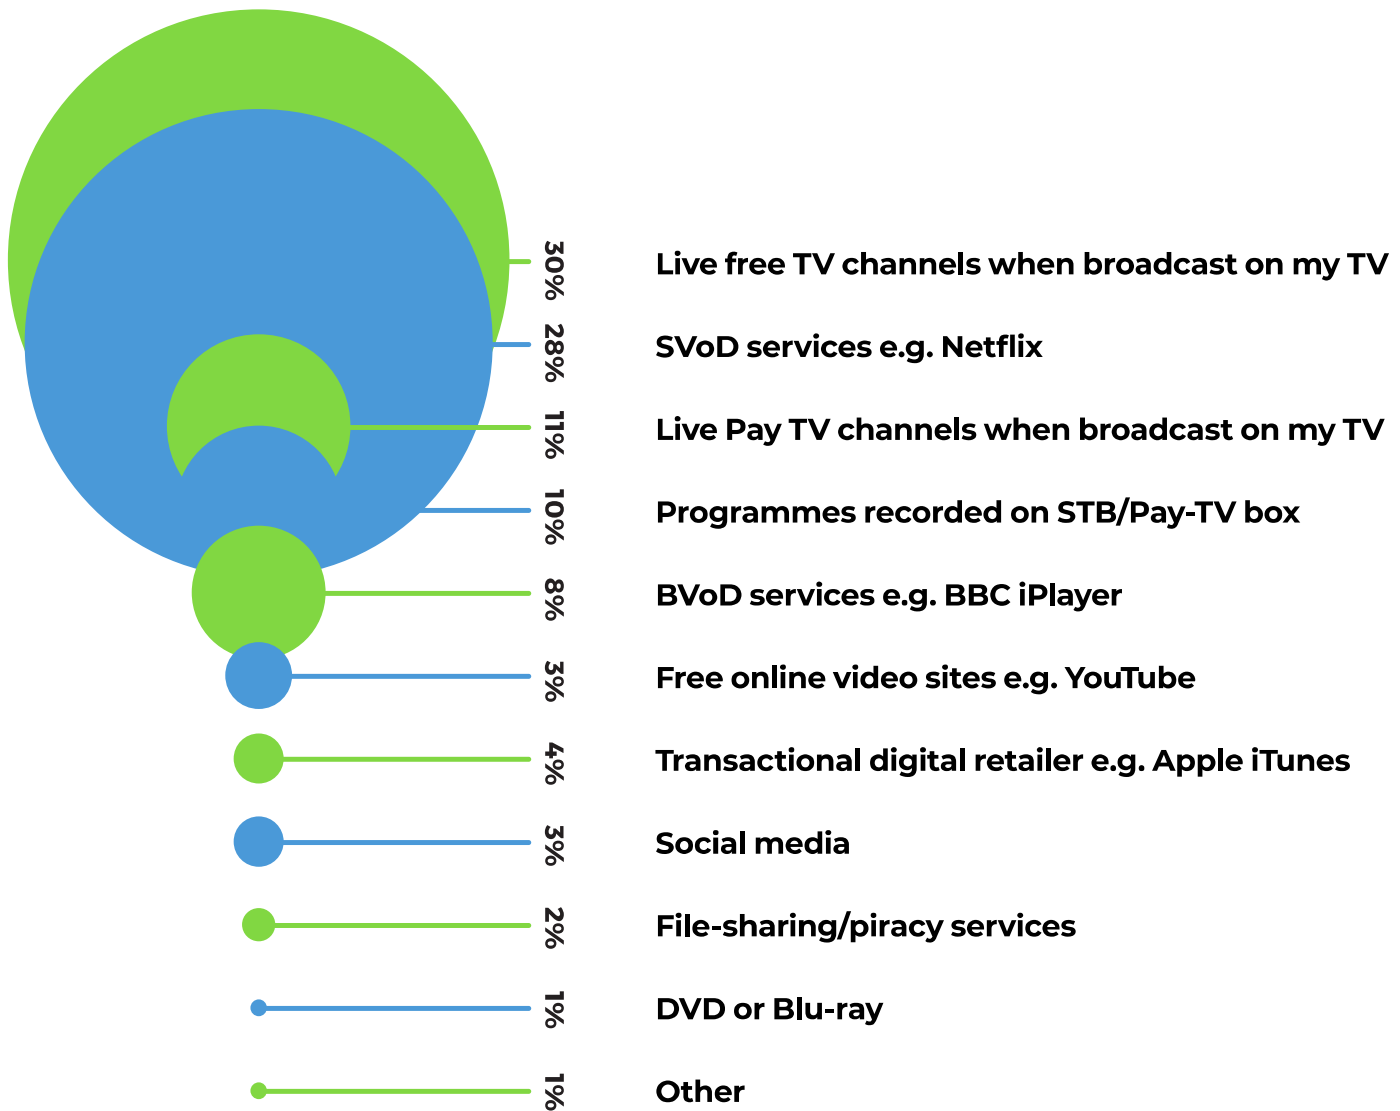 30% Live free TV channels when broadcast on my TV
28% SVoD services e.g. Netflix
11% Live Pay TV channels when broadcast on my TV
10% Programmes recorded on STB/Pay-TV box
8% BVoD services e.g. BBC iPlayer
3% Free online video sites e.g. YouTube
4% Transactional digital retailer e.g. Apple iTunes
3% Social media
2% File-sharing/piracy services
1% DVD or Blu-ray
1% Other